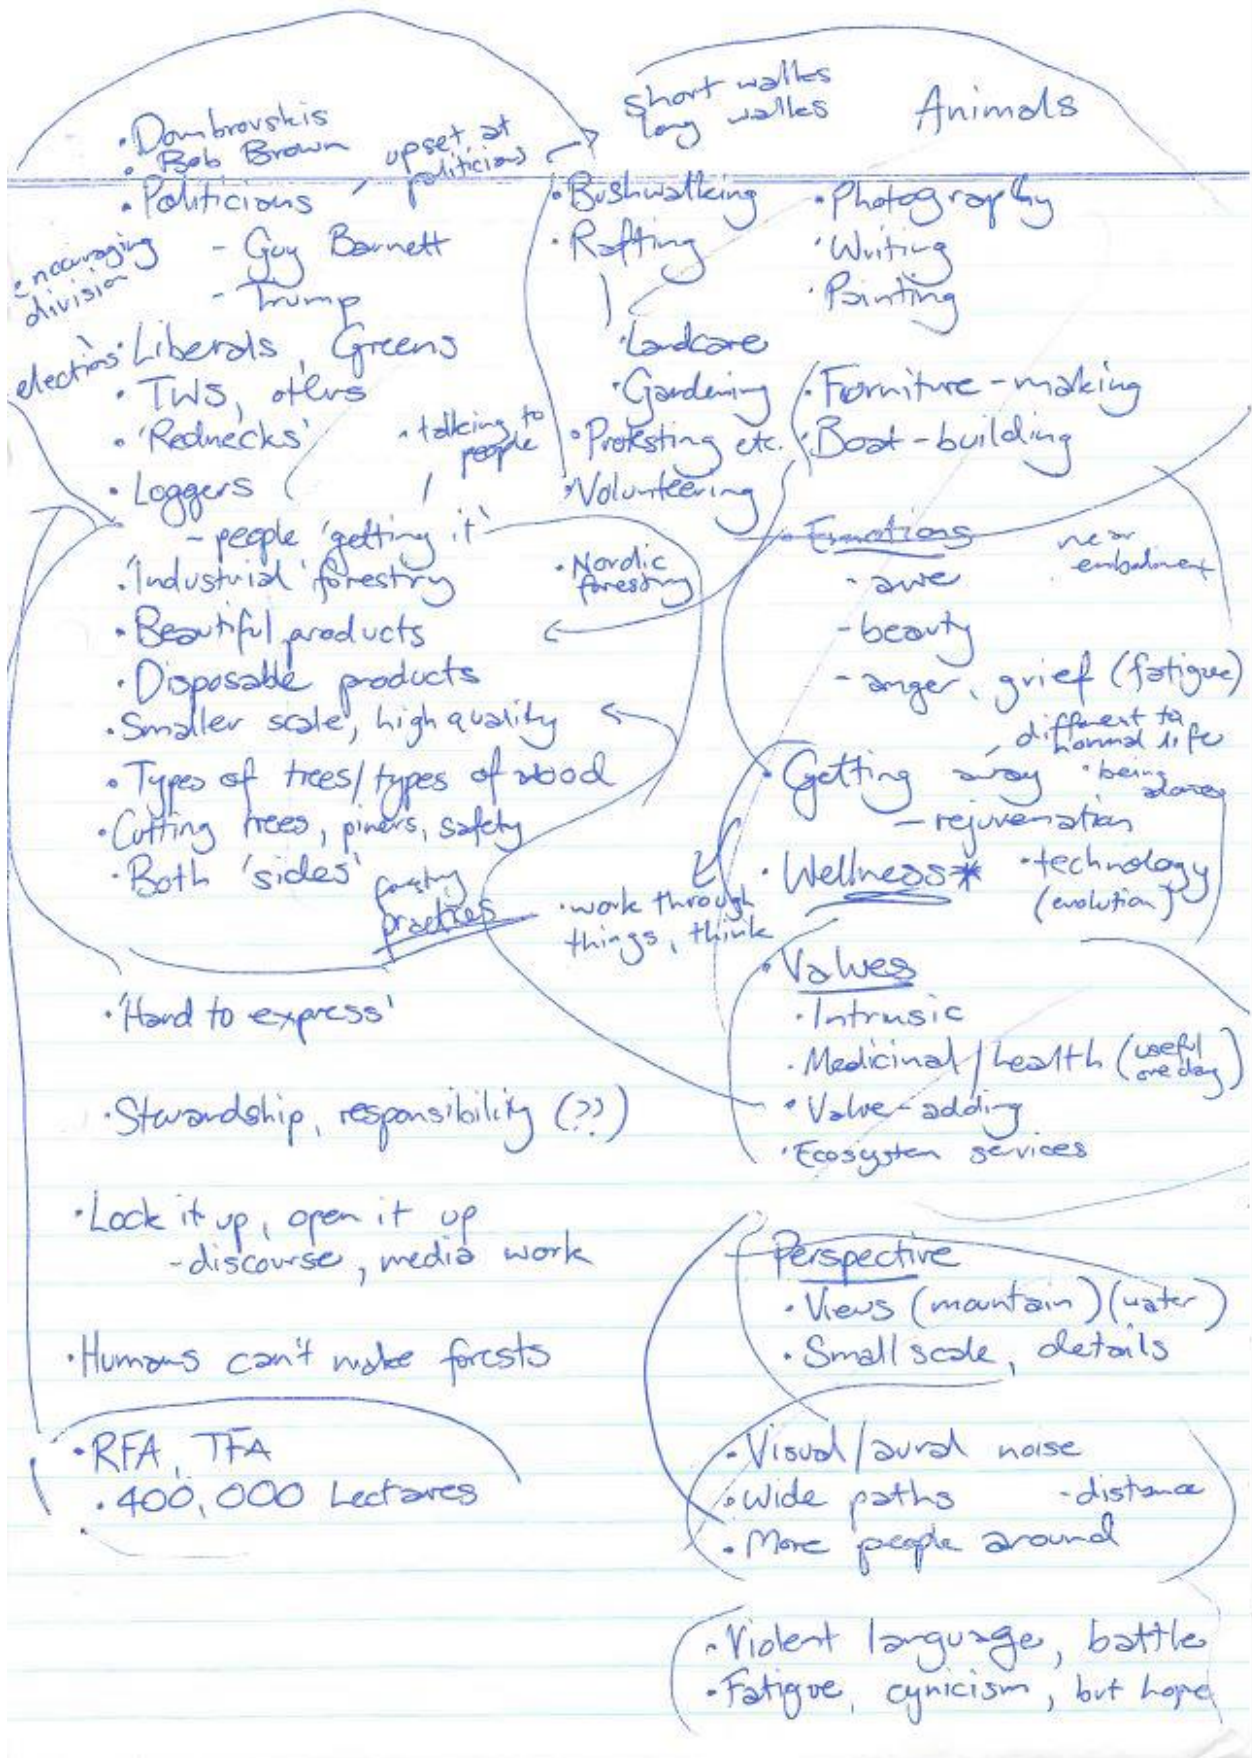 • Dombrovskis
• Bob Brown
• Politicians
upset at
politicians
- Guy Barnett
- Trump
encouraging
division
elections
• Liberals, Greens
• TWS, others
• 'Rednecks'
• talking to
people
• Loggers
- people 'getting it'
• 'Industrial' forestry
• Nordic
forestry
• Beautiful products
• Disposable products
• Smaller scale, high quality
• Types of trees/types of wood
• Cutting trees, piners, safety
• Both 'sides'
forestry
practices
• 'Hard to express'
• Stewardship, responsibility (??)
• Lock it up, open it up
- discourse, media work
• Humans can't make forests
• RFA, TFA
• 400,000 hectares
short walks
long walks
Animals
• Bushwalking
• Rafting
• Photography
• Writing
• Painting
• Landcare
• Gardening
• Protesting etc.
• Volunteering
• Furniture-making
• Boat-building
• Emotions
- awe
- beauty
- anger, grief (fatigue)
near
different to
normal life
• Getting away
• being
alone
- rejuvenation
• Wellness*
• technology
(evolution)
• work through
things, think
• Values
• Intrinsic
• Medicinal/health (useful
one day)
• Value-adding
• Ecosystem services
Perspective
• Views (mountain) (water)
• Small scale, details
• Visual/aural noise
• Wide paths - distance
• More people around
• Violent language, battle
• Fatigue, cynicism, but hope